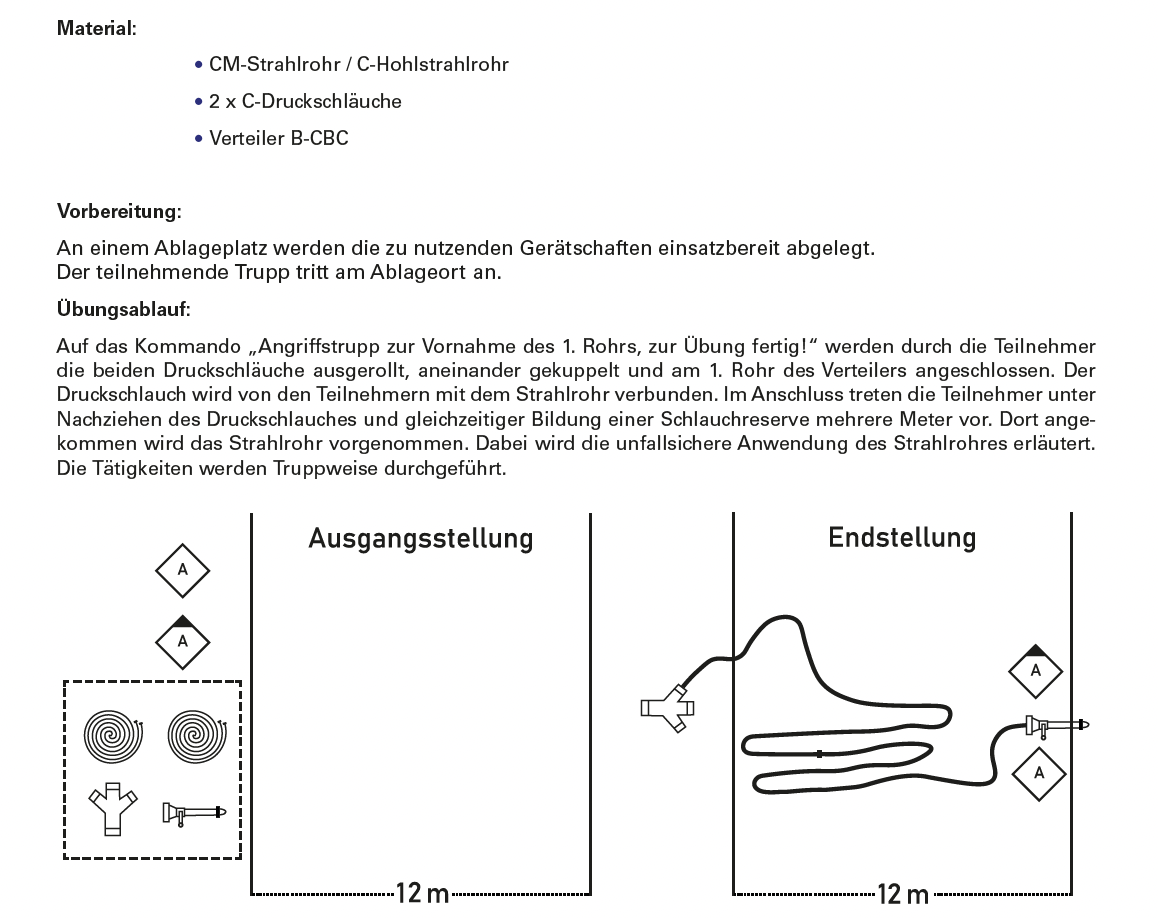 Material:
• CM-Strahlrohr / C-Hohlstrahlrohr
• 2 x C-Druckschläuche
• Verteiler B-CBC
Vorbereitung:
An einem Ablageplatz werden die zu nutzenden Gerätschaften einsatzbereit abgelegt.
Der teilnehmende Trupp tritt am Ablageort an.
Übungsablauf:
Auf das Kommando „Angriffstrupp zur Vornahme des 1. Rohrs, zur Übung fertig!“ werden durch die Teilnehmer
die beiden Druckschläuche ausgerollt, aneinander gekuppelt und am 1. Rohr des Verteilers angeschlossen. Der
Druckschlauch wird von den Teilnehmern mit dem Strahlrohr verbunden. Im Anschluss treten die Teilnehmer unter
Nachziehen des Druckschlauches und gleichzeitiger Bildung einer Schlauchreserve mehrere Meter vor. Dort ange-
kommen wird das Strahlrohr vorgenommen. Dabei wird die unfallsichere Anwendung des Strahlrohres erläutert.
Die Tätigkeiten werden Truppweise durchgeführt.
Ausgangsstellung
A
A
12 m
Endstellung
A
A
12 m